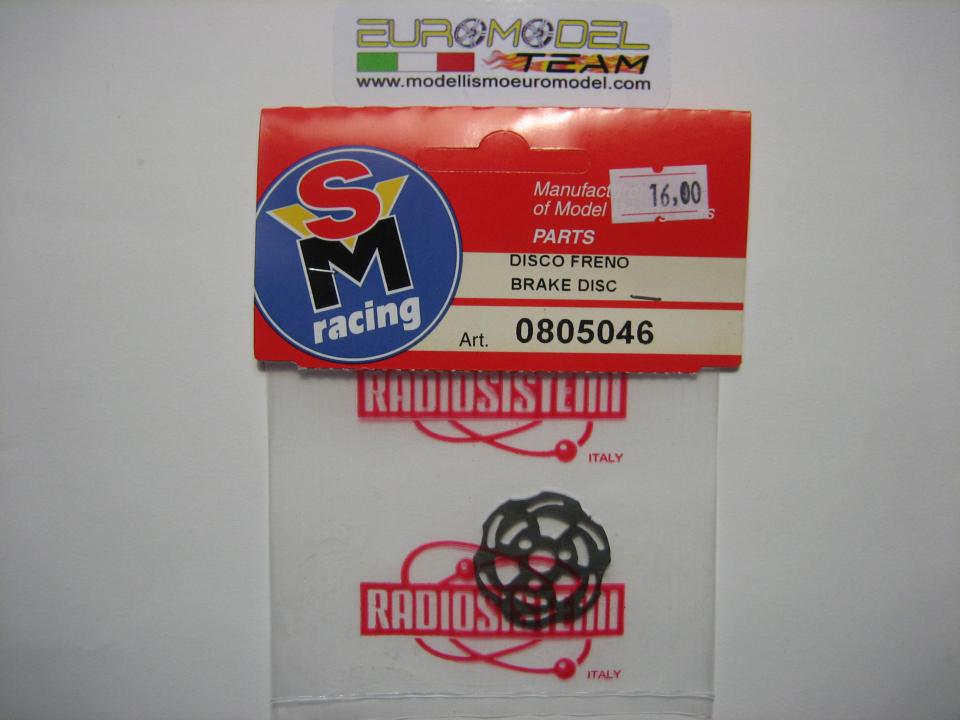 EUROMODEL
TEAM
www.modellismoeuromodel.com
SM
racing
Manufact
of Model
PARTS
16,00
DISCO FRENO
BRAKE DISC
Art. 0805046
RADIOSISTEMI
ITALY
RADIOSISTEMI
ITALY